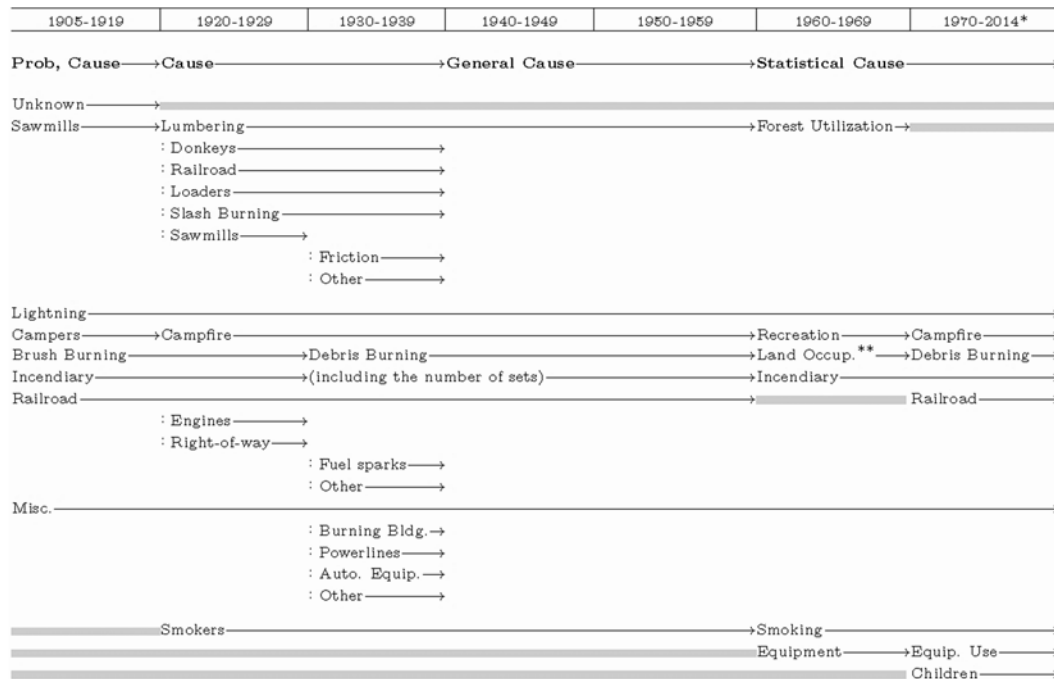 1905-1919 1920-1929 1930-1939 1940-1949 1950-1959 1960-1969 1970-2014*
Prob, Cause Cause General Cause Statistical Cause
Unknown
Sawmills Lumbering Forest Utilization
: Donkeys
: Railroad
: Loaders
: Slash Burning
: Sawmills
: Friction
: Other
Lightning
Campers Campfire Recreation Campfire
Brush Burning Debris Burning Land Occup.** Debris Burning
Incendiary (including the number of sets) Incendiary
Railroad Railroad
: Engines
: Right-of-way
: Fuel sparks
: Other
Misc.
: Burning Bldg.
: Powerlines
: Auto. Equip.
: Other
Smokers Smoking
Equipment Equip. Use
Children